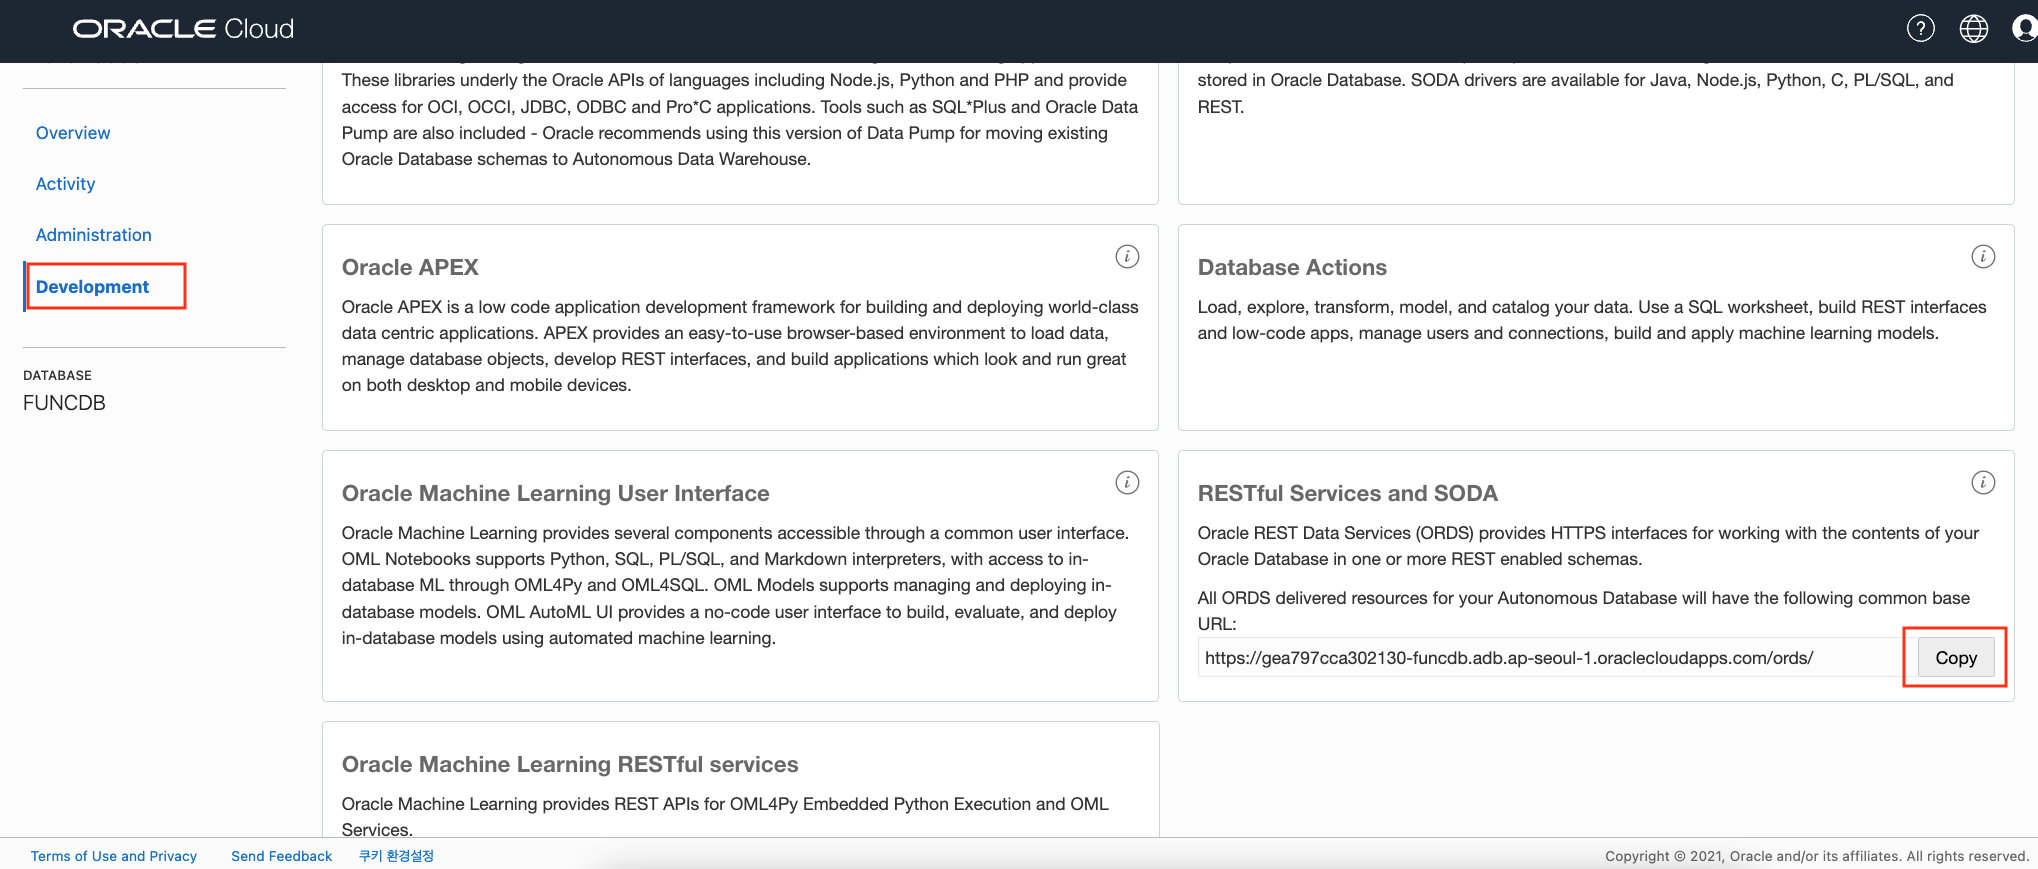 ORACLE Cloud
Overview
Activity
Administration
Development
DATABASE
FUNCDB
These libraries underly the Oracle APIs of languages including Node.js, Python and PHP and provide
access for OCI, OCCI, JDBC, ODBC and Pro*C applications. Tools such as SQL*Plus and Oracle Data
Pump are also included - Oracle recommends using this version of Data Pump for moving existing
Oracle Database schemas to Autonomous Data Warehouse.
stored in Oracle Database. SODA drivers are available for Java, Node.js, Python, C, PL/SQL, and
REST.
Oracle APEX
Oracle APEX is a low code application development framework for building and deploying world-class
data centric applications. APEX provides an easy-to-use browser-based environment to load data,
manage database objects, develop REST interfaces, and build applications which look and run great
on both desktop and mobile devices.
Database Actions
Load, explore, transform, model, and catalog your data. Use a SQL worksheet, build REST interfaces
and low-code apps, manage users and connections, build and apply machine learning models.
Oracle Machine Learning User Interface
Oracle Machine Learning provides several components accessible through a common user interface.
OML Notebooks supports Python, SQL, PL/SQL, and Markdown interpreters, with access to in-
database ML through OML4Py and OML4SQL. OML Models supports managing and deploying in-
database models. OML AutoML UI provides a no-code user interface to build, evaluate, and deploy
in-database models using automated machine learning.
RESTful Services and SODA
Oracle REST Data Services (ORDS) provides HTTPS interfaces for working with the contents of your
Oracle Database in one or more REST enabled schemas.
All ORDS delivered resources for your Autonomous Database will have the following common base
URL:
https://gea797cca302130-funcdb.adb.ap-seoul-1.oraclecloudapps.com/ords/
Copy
Oracle Machine Learning RESTful services
Oracle Machine Learning provides REST APIs for OML4Py Embedded Python Execution and OML
Services.
Terms of Use and Privacy
Send Feedback
쿠키 환경설정
Copyright © 2021, Oracle and/or its affiliates. All rights reserved.